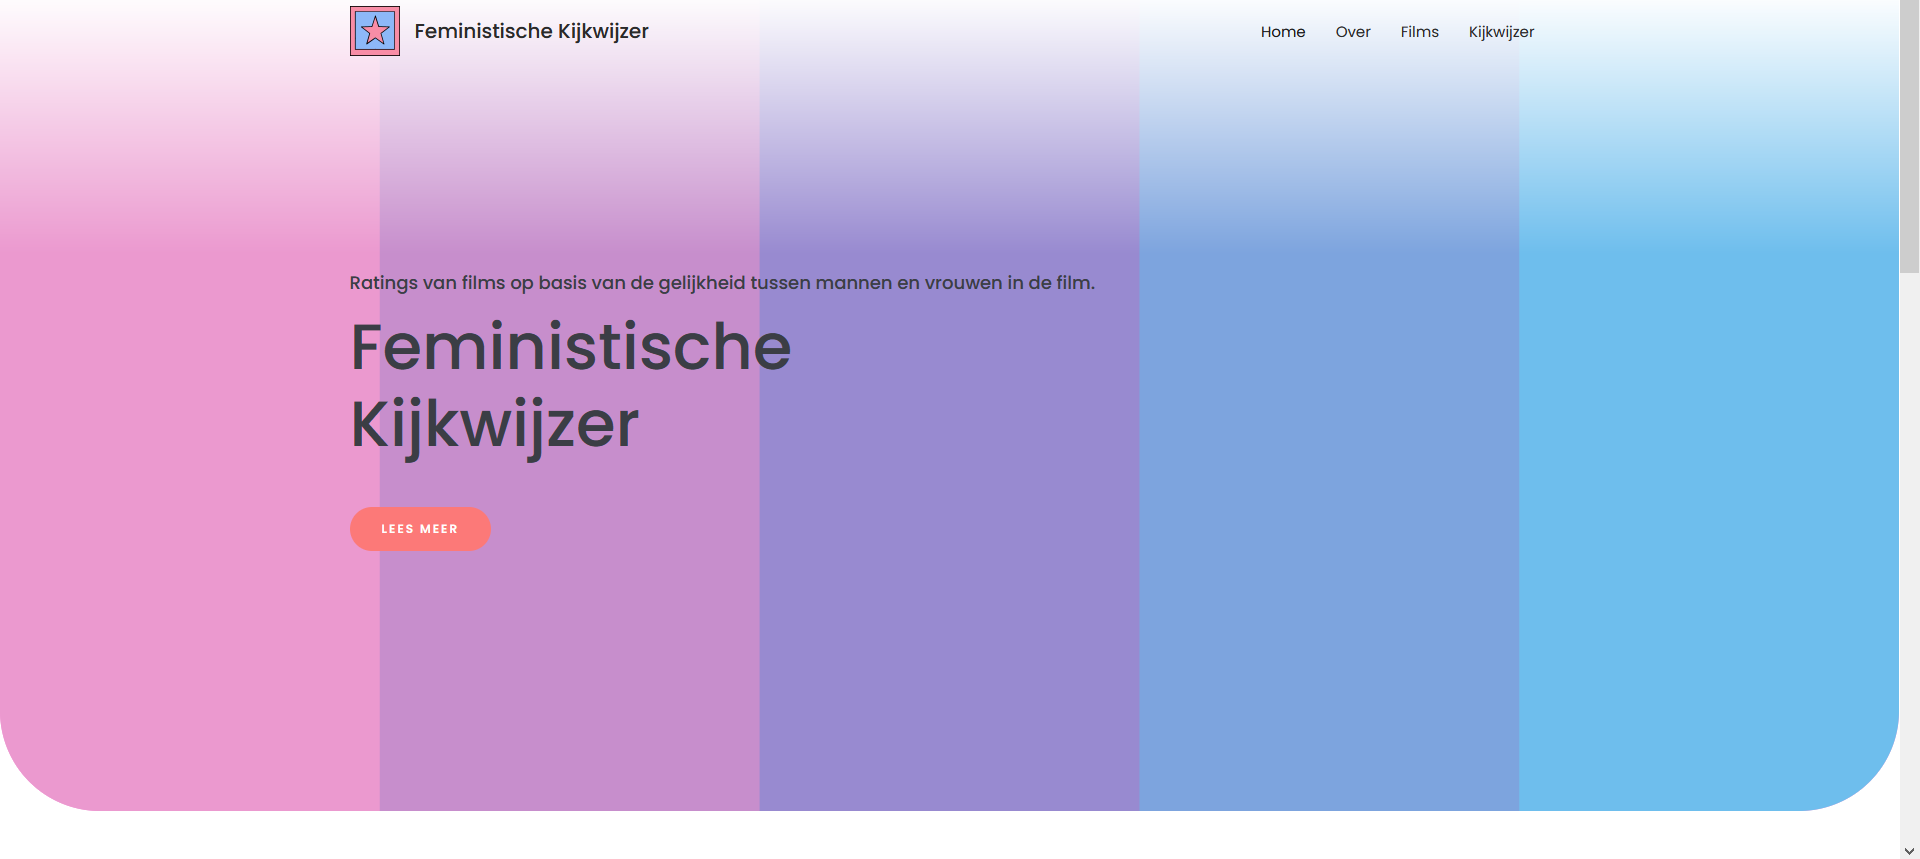 Feministische Kijkwijzer
Home Over Films Kijkwijzer
Ratings van films op basis van de gelijkheid tussen mannen en vrouwen in de film.
Feministische
Kijkwijzer
LEES MEER